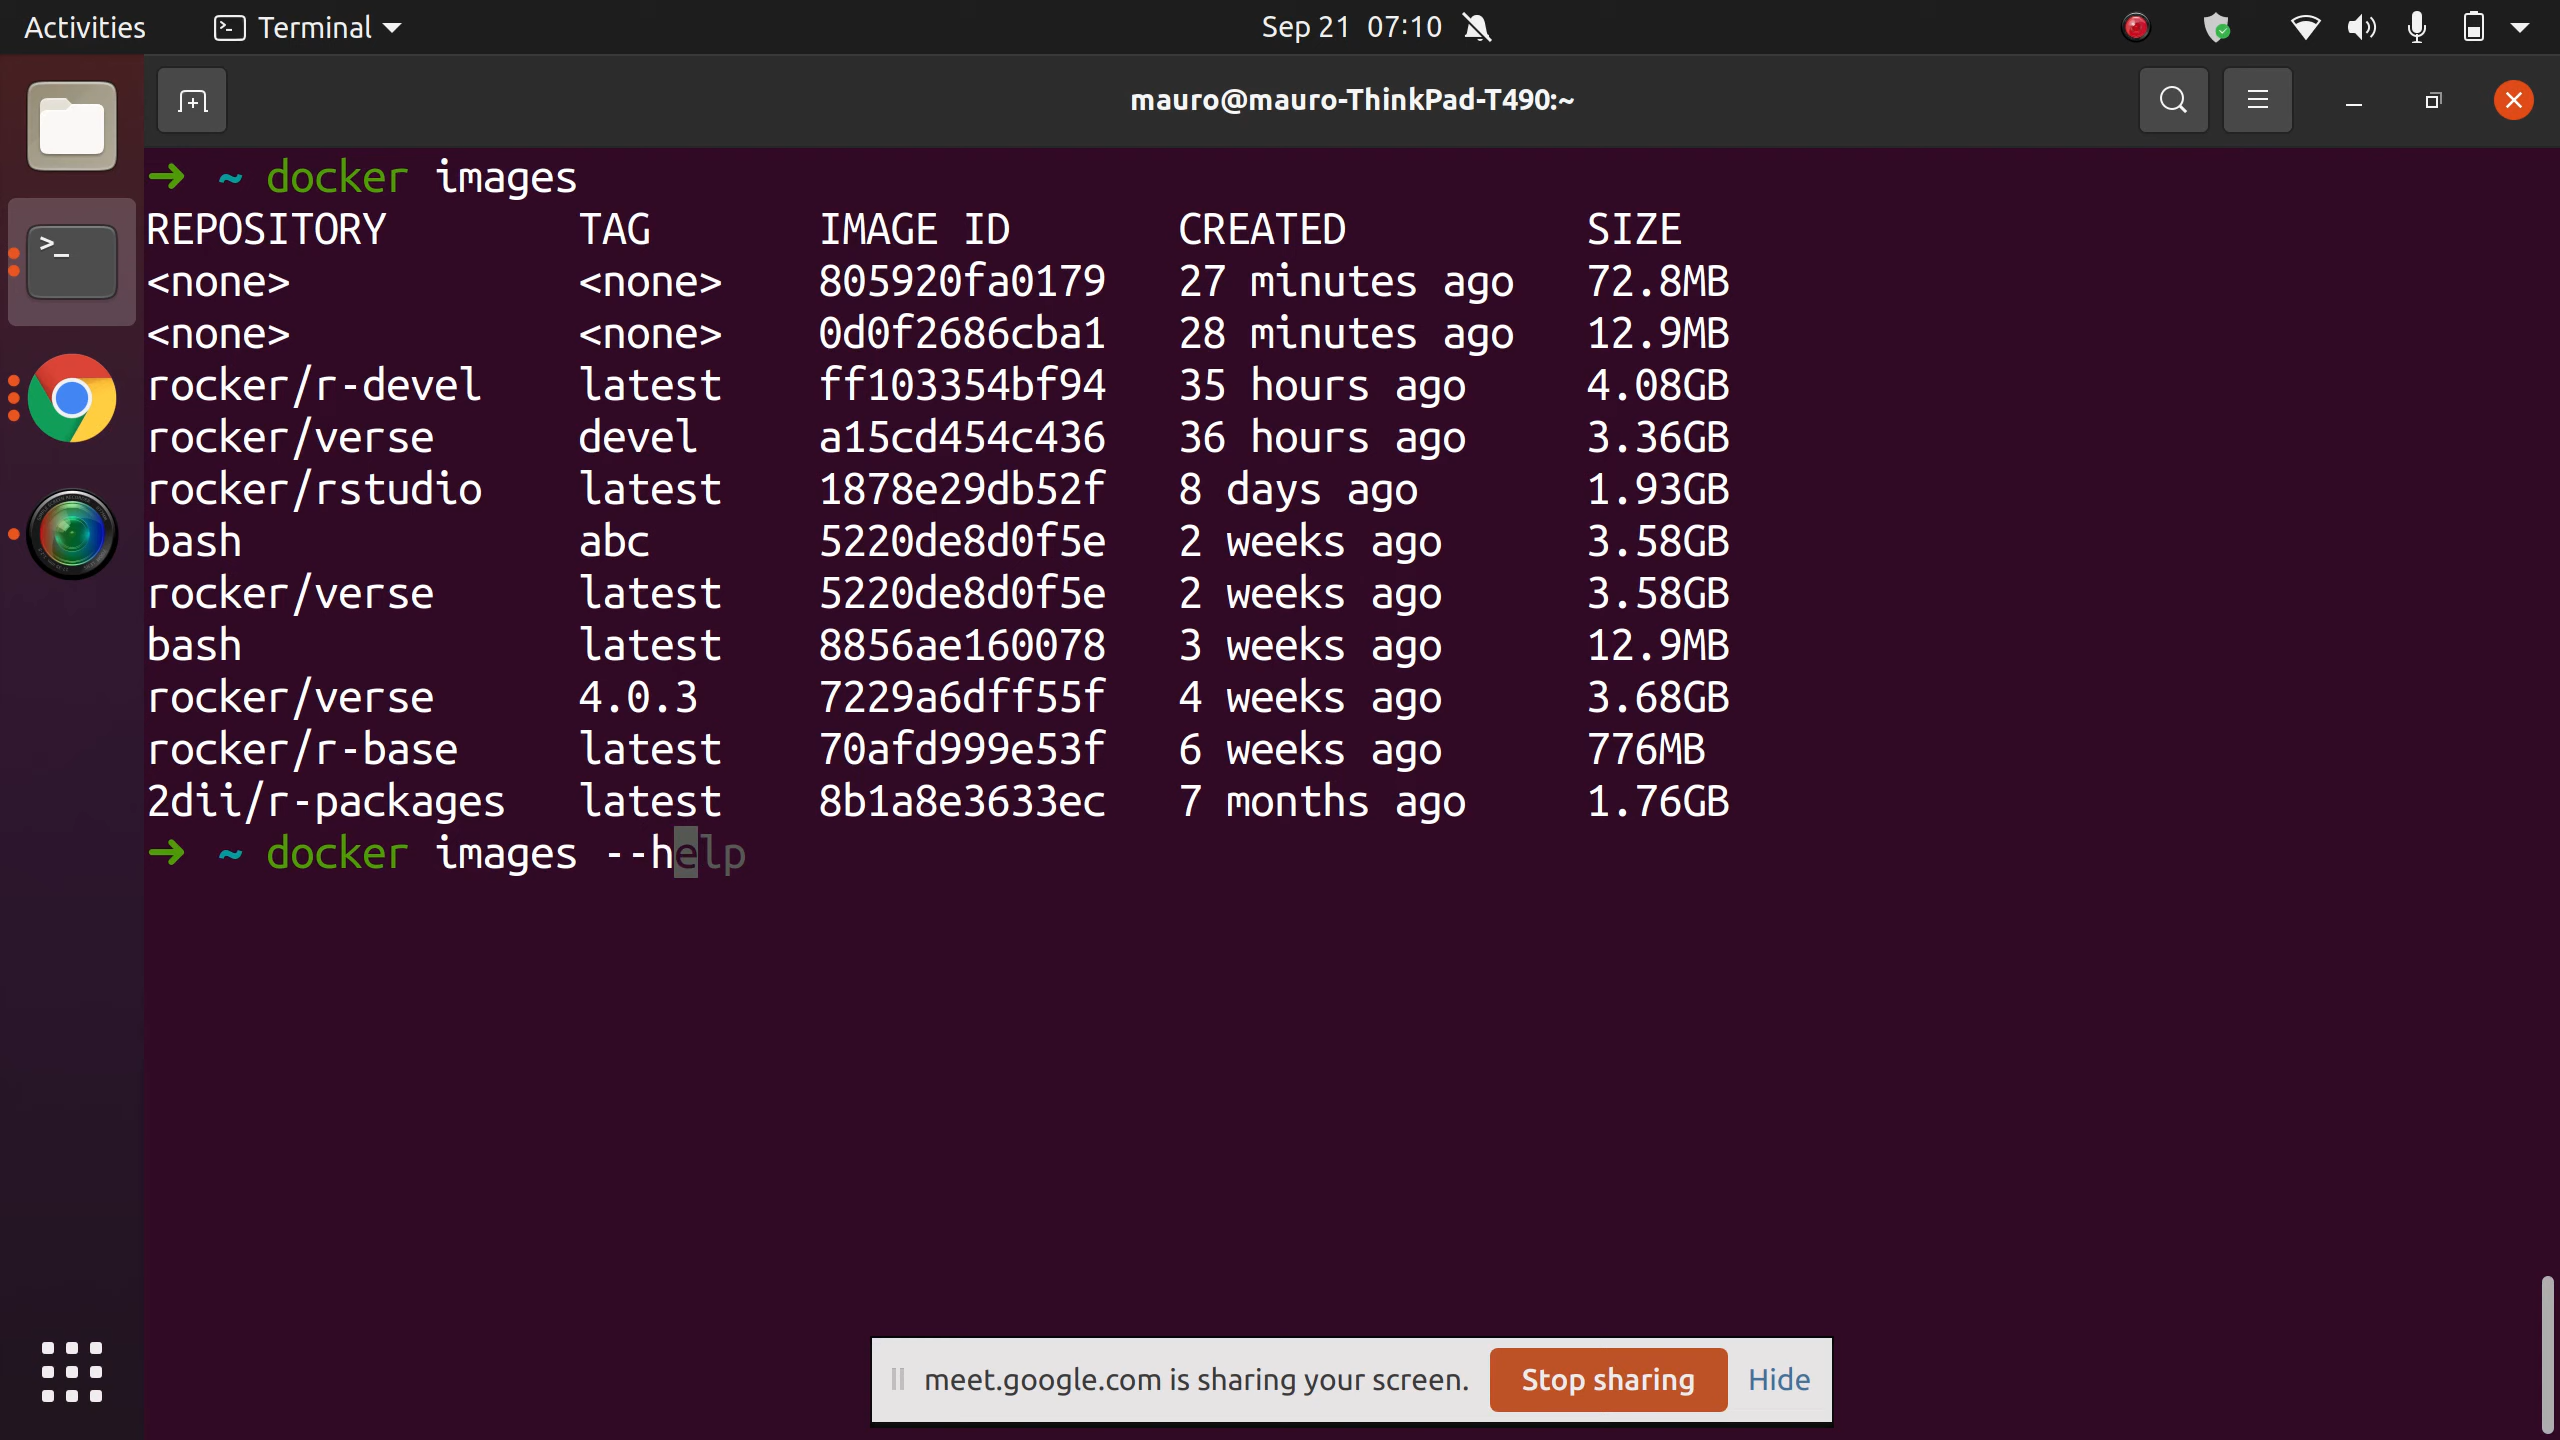 Activities Terminal Sep 21 07:10
mauro@mauro-ThinkPad-T490:~
➜ ~ docker images
REPOSITORY TAG IMAGE ID CREATED SIZE
<none> <none> 805920fa0179 27 minutes ago 72.8MB
<none> <none> 0d0f2686cba1 28 minutes ago 12.9MB
rocker/r-devel latest ff103354bf94 35 hours ago 4.08GB
rocker/verse devel a15cd454c436 36 hours ago 3.36GB
rocker/rstudio latest 1878e29db52f 8 days ago 1.93GB
bash abc 5220de8d0f5e 2 weeks ago 3.58GB
rocker/verse latest 5220de8d0f5e 2 weeks ago 3.58GB
bash latest 8856ae160078 3 weeks ago 12.9MB
rocker/verse 4.0.3 7229a6dff55f 4 weeks ago 3.68GB
rocker/r-base latest 70afd999e53f 6 weeks ago 776MB
2dii/r-packages latest 8b1a8e3633ec 7 months ago 1.76GB
➜ ~ docker images --help
meet.google.com is sharing your screen. Stop sharing Hide